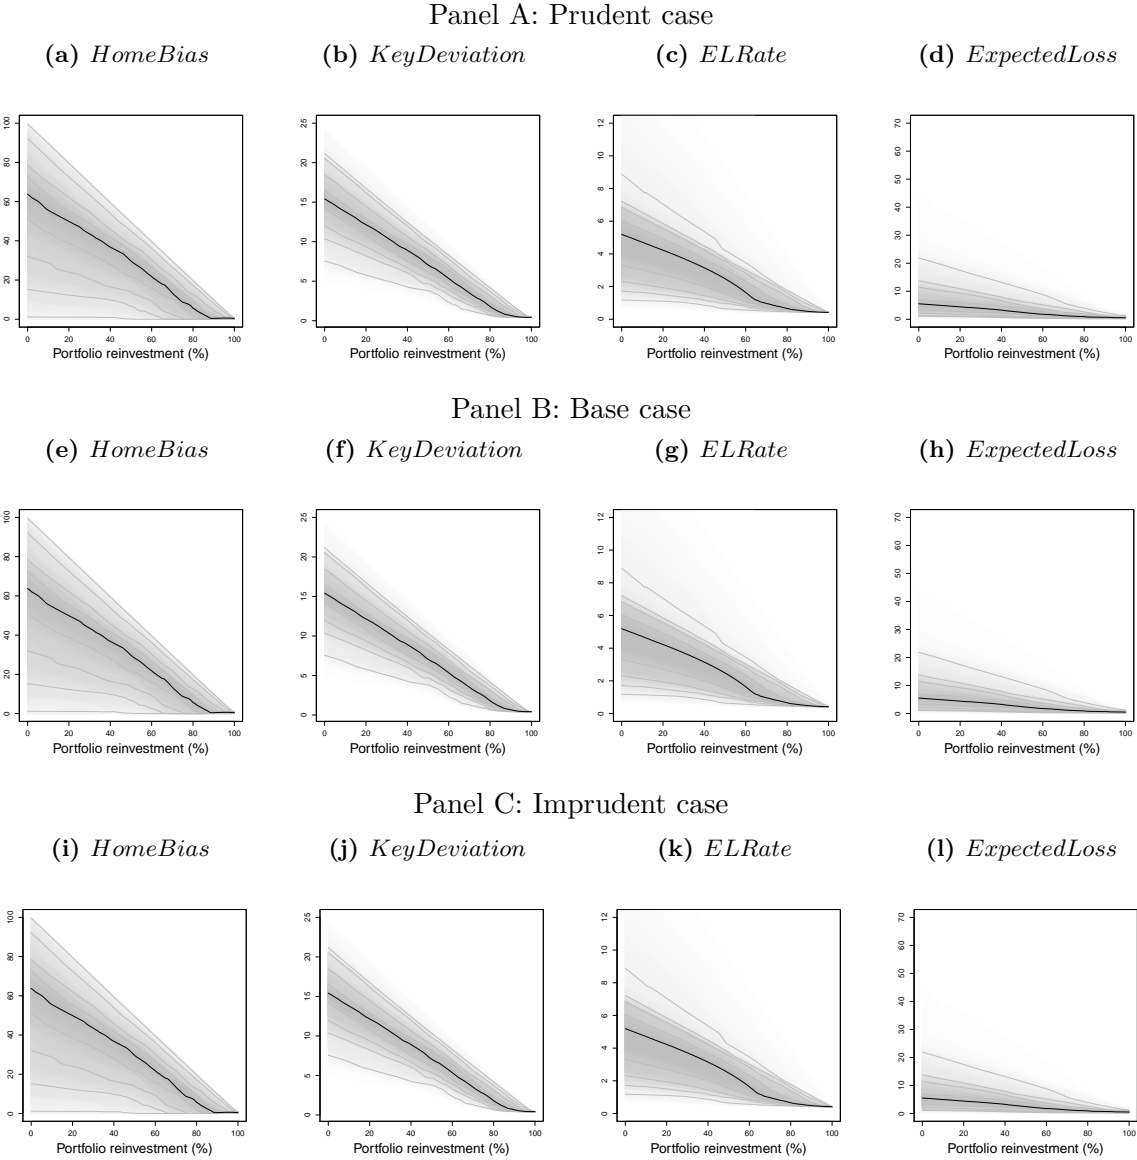 Panel A: Prudent case
(a) HomeBias (b) KeyDeviation (c) ELRate (d) ExpectedLoss
0 20 40 60 80 100
0 5 10 15 20 25
0 2 4 6 8 10 12
0 10 20 30 40 50 60 70
0 20 40 60 80 100
0 20 40 60 80 100
0 20 40 60 80 100
0 20 40 60 80 100
Portfolio reinvestment (%) Portfolio reinvestment (%) Portfolio reinvestment (%) Portfolio reinvestment (%)
Panel B: Base case
(e) HomeBias (f) KeyDeviation (g) ELRate (h) ExpectedLoss
0 20 40 60 80 100
0 5 10 15 20 25
0 2 4 6 8 10 12
0 10 20 30 40 50 60 70
0 20 40 60 80 100
0 20 40 60 80 100
0 20 40 60 80 100
0 20 40 60 80 100
Portfolio reinvestment (%) Portfolio reinvestment (%) Portfolio reinvestment (%) Portfolio reinvestment (%)
Panel C: Imprudent case
(i) HomeBias (j) KeyDeviation (k) ELRate (l) ExpectedLoss
0 20 40 60 80 100
0 5 10 15 20 25
0 2 4 6 8 10 12
0 10 20 30 40 50 60 70
0 20 40 60 80 100
0 20 40 60 80 100
0 20 40 60 80 100
0 20 40 60 80 100
Portfolio reinvestment (%) Portfolio reinvestment (%) Portfolio reinvestment (%) Portfolio reinvestment (%)